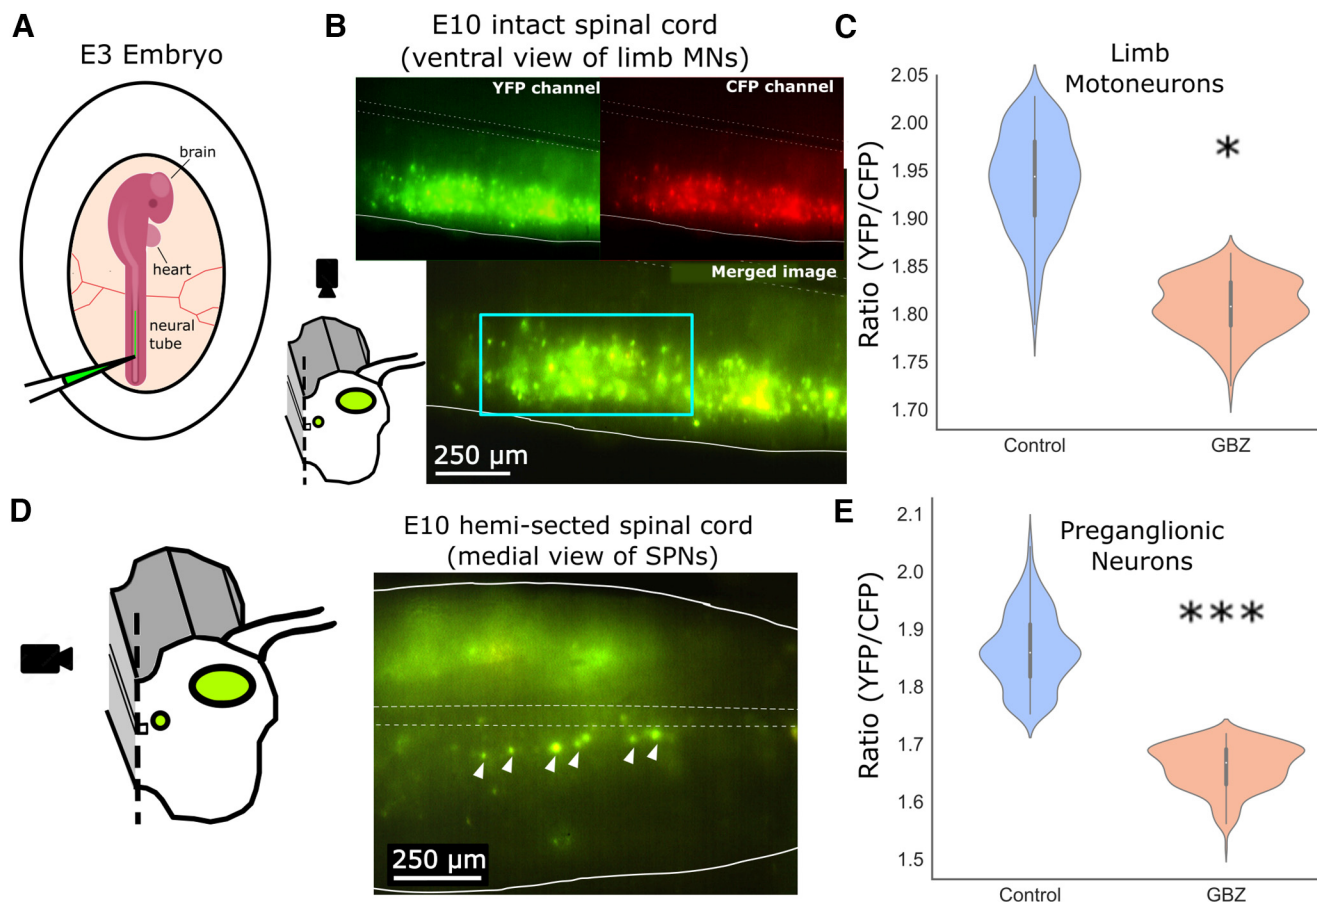 A
E3 Embryo
brain
heart
neural
tube
B
E10 intact spinal cord
(ventral view of limb MNs)
YFP channel
CFP channel
Merged image
250 µm
C
Limb
Motoneurons
*
Ratio (YFP/CFP)
2.05
2.00
1.95
1.90
1.85
1.80
1.75
1.70
Control
GBZ
D
E10 hemi-sected spinal cord
(medial view of SPNs)
250 µm
E
Preganglionic
Neurons
***
Ratio (YFP/CFP)
2.1
2.0
1.9
1.8
1.7
1.6
1.5
Control
GBZ